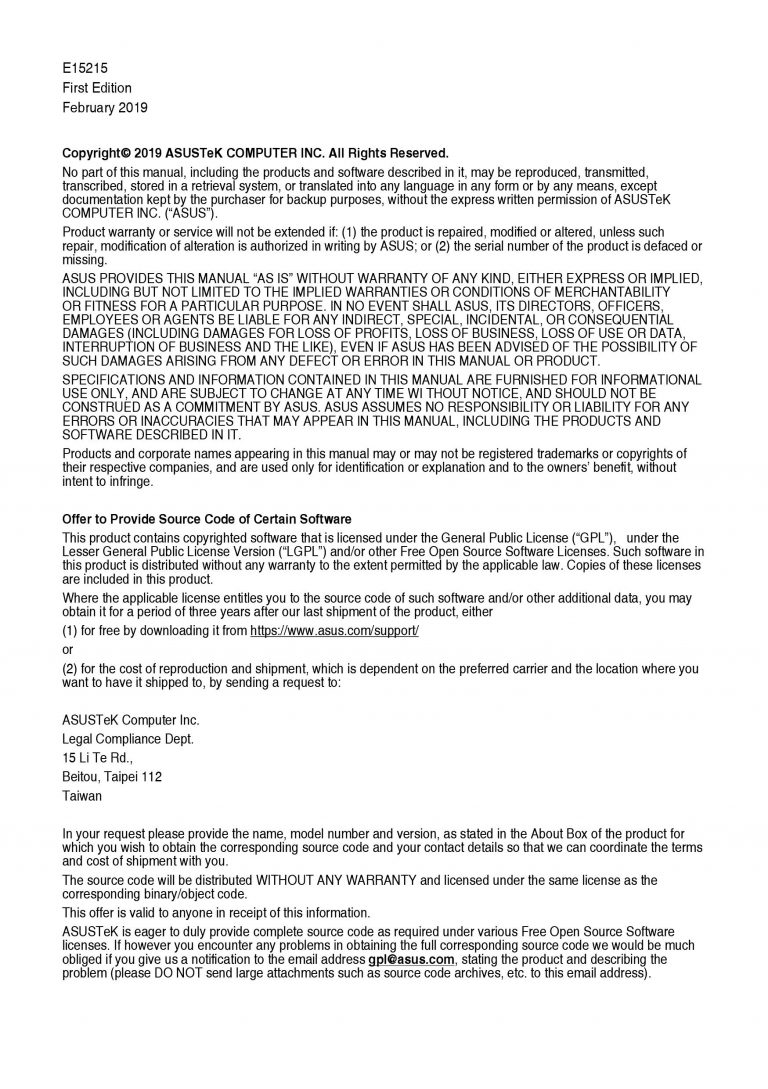 E15215
First Edition
February 2019
Copyright© 2019 ASUSTeK COMPUTER INC. All Rights Reserved.
No part of this manual, including the products and software described in it, may be reproduced, transmitted,
transcribed, stored in a retrieval system, or translated into any language in any form or by any means, except
documentation kept by the purchaser for backup purposes, without the express written permission of ASUSTeK
COMPUTER INC. (“ASUS”).
Product warranty or service will not be extended if: (1) the product is repaired, modified or altered, unless such
repair, modification of alteration is authorized in writing by ASUS; or (2) the serial number of the product is defaced or
missing.
ASUS PROVIDES THIS MANUAL “AS IS” WITHOUT WARRANTY OF ANY KIND, EITHER EXPRESS OR IMPLIED,
INCLUDING BUT NOT LIMITED TO THE IMPLIED WARRANTIES OR CONDITIONS OF MERCHANTABILITY
OR FITNESS FOR A PARTICULAR PURPOSE. IN NO EVENT SHALL ASUS, ITS DIRECTORS, OFFICERS,
EMPLOYEES OR AGENTS BE LIABLE FOR ANY INDIRECT, SPECIAL, INCIDENTAL, OR CONSEQUENTIAL
DAMAGES (INCLUDING DAMAGES FOR LOSS OF PROFITS, LOSS OF BUSINESS, LOSS OF USE OR DATA,
INTERRUPTION OF BUSINESS AND THE LIKE), EVEN IF ASUS HAS BEEN ADVISED OF THE POSSIBILITY OF
SUCH DAMAGES ARISING FROM ANY DEFECT OR ERROR IN THIS MANUAL OR PRODUCT.
SPECIFICATIONS AND INFORMATION CONTAINED IN THIS MANUAL ARE FURNISHED FOR INFORMATIONAL
USE ONLY, AND ARE SUBJECT TO CHANGE AT ANY TIME WI THOUT NOTICE, AND SHOULD NOT BE
CONSTRUED AS A COMMITMENT BY ASUS. ASUS ASSUMES NO RESPONSIBILITY OR LIABILITY FOR ANY
ERRORS OR INACCURACIES THAT MAY APPEAR IN THIS MANUAL, INCLUDING THE PRODUCTS AND
SOFTWARE DESCRIBED IN IT.
Products and corporate names appearing in this manual may or may not be registered trademarks or copyrights of
their respective companies, and are used only for identification or explanation and to the owners’ benefit, without
intent to infringe.
Offer to Provide Source Code of Certain Software
This product contains copyrighted software that is licensed under the General Public License (“GPL”), under the
Lesser General Public License Version (“LGPL”) and/or other Free Open Source Software Licenses. Such software in
this product is distributed without any warranty to the extent permitted by the applicable law. Copies of these licenses
are included in this product.
Where the applicable license entitles you to the source code of such software and/or other additional data, you may
obtain it for a period of three years after our last shipment of the product, either
(1) for free by downloading it from https://www.asus.com/support/
or
(2) for the cost of reproduction and shipment, which is dependent on the preferred carrier and the location where you
want to have it shipped to, by sending a request to:
ASUSTeK Computer Inc.
Legal Compliance Dept.
15 Li Te Rd.,
Beitou, Taipei 112
Taiwan
In your request please provide the name, model number and version, as stated in the About Box of the product for
which you wish to obtain the corresponding source code and your contact details so that we can coordinate the terms
and cost of shipment with you.
The source code will be distributed WITHOUT ANY WARRANTY and licensed under the same license as the
corresponding binary/object code.
This offer is valid to anyone in receipt of this information.
ASUSTeK is eager to duly provide complete source code as required under various Free Open Source Software
licenses. If however you encounter any problems in obtaining the full corresponding source code we would be much
obliged if you give us a notification to the email address gpl@asus.com, stating the product and describing the
problem (please DO NOT send large attachments such as source code archives, etc. to this email address).